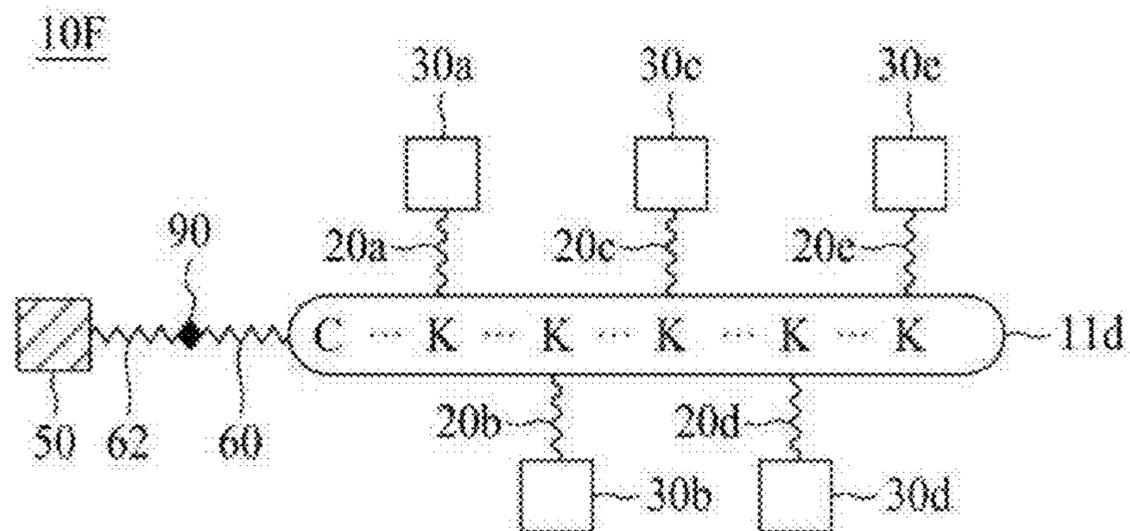 10F
30a 30c 30e
90 20a 20c 20e
C ... K ... K ... K ... K ... K 11d
50 62 60 20b 20d
30b 30d